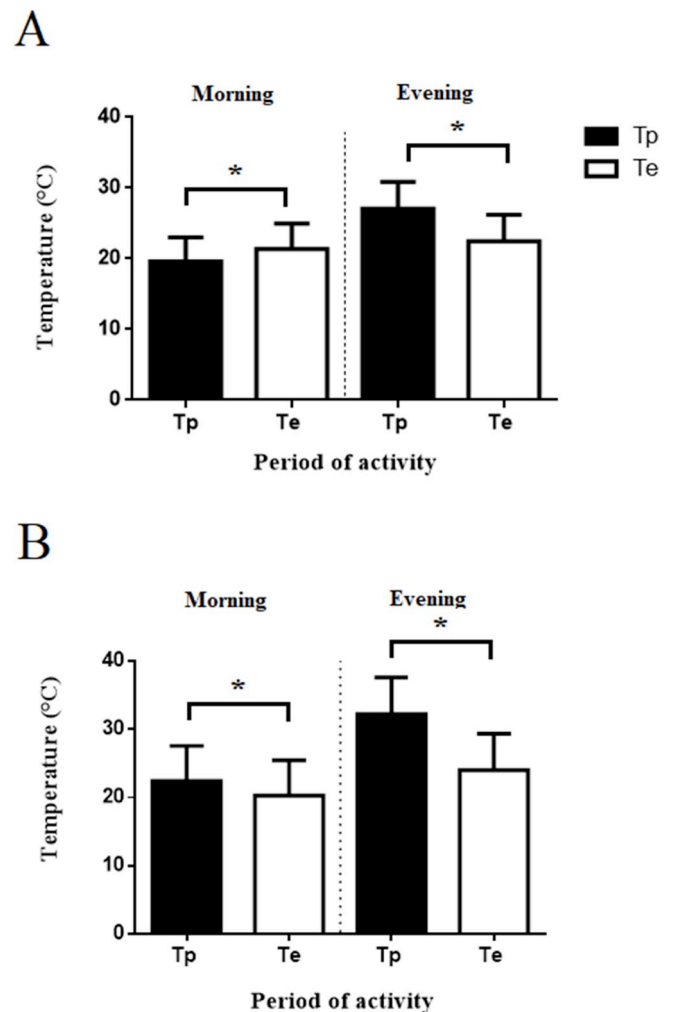 A
Morning Evening
40
30
20
10
0
Temperature (°C)
*
*
Tp
Te
Tp Te Tp Te
Period of activity
B
Morning Evening
40
30
20
10
0
Temperature (°C)
*
*
Tp Te Tp Te
Period of activity